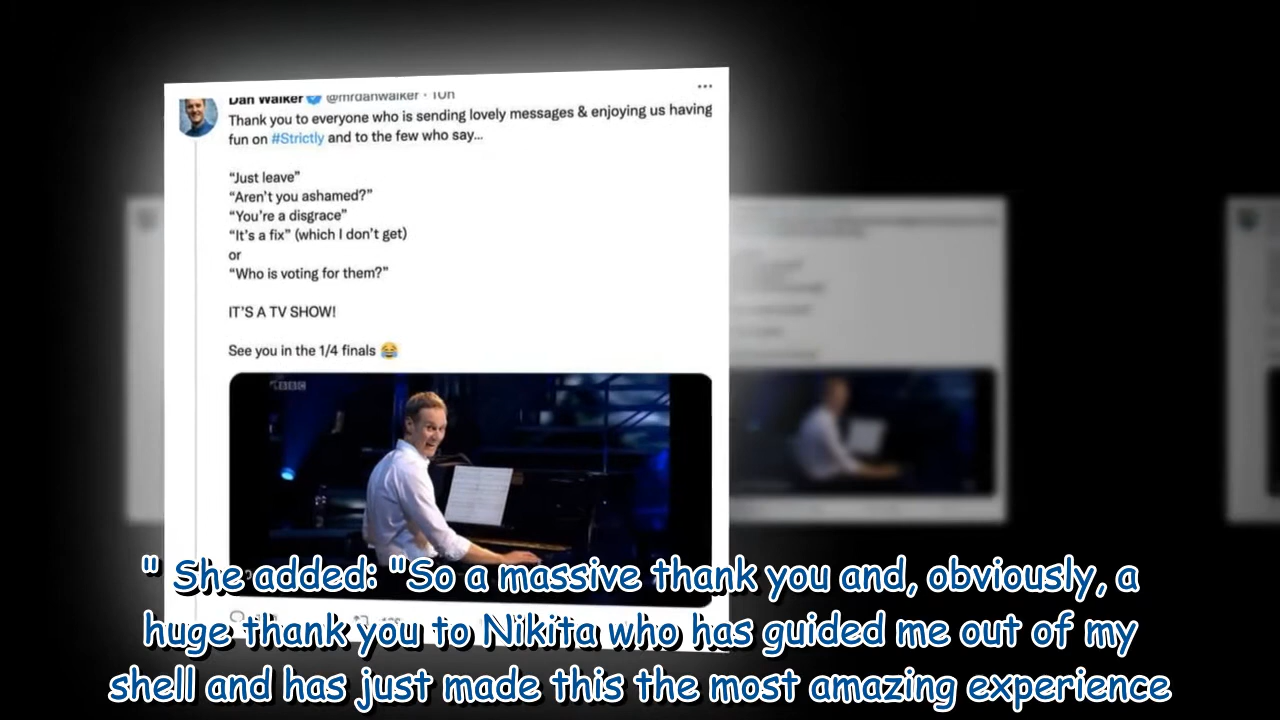 Dan Walker @mrdanwalker · 10h
Thank you to everyone who is sending lovely messages & enjoying us having
fun on #Strictly and to the few who say...
“Just leave”
“Aren’t you ashamed?”
“You’re a disgrace”
“It’s a fix” (which I don’t get)
or
“Who is voting for them?”
IT’S A TV SHOW!
See you in the 1/4 finals 😂
BBC
" She added: "So a massive thank you and, obviously, a
huge thank you to Nikita who has guided me out of my
shell and has just made this the most amazing experience